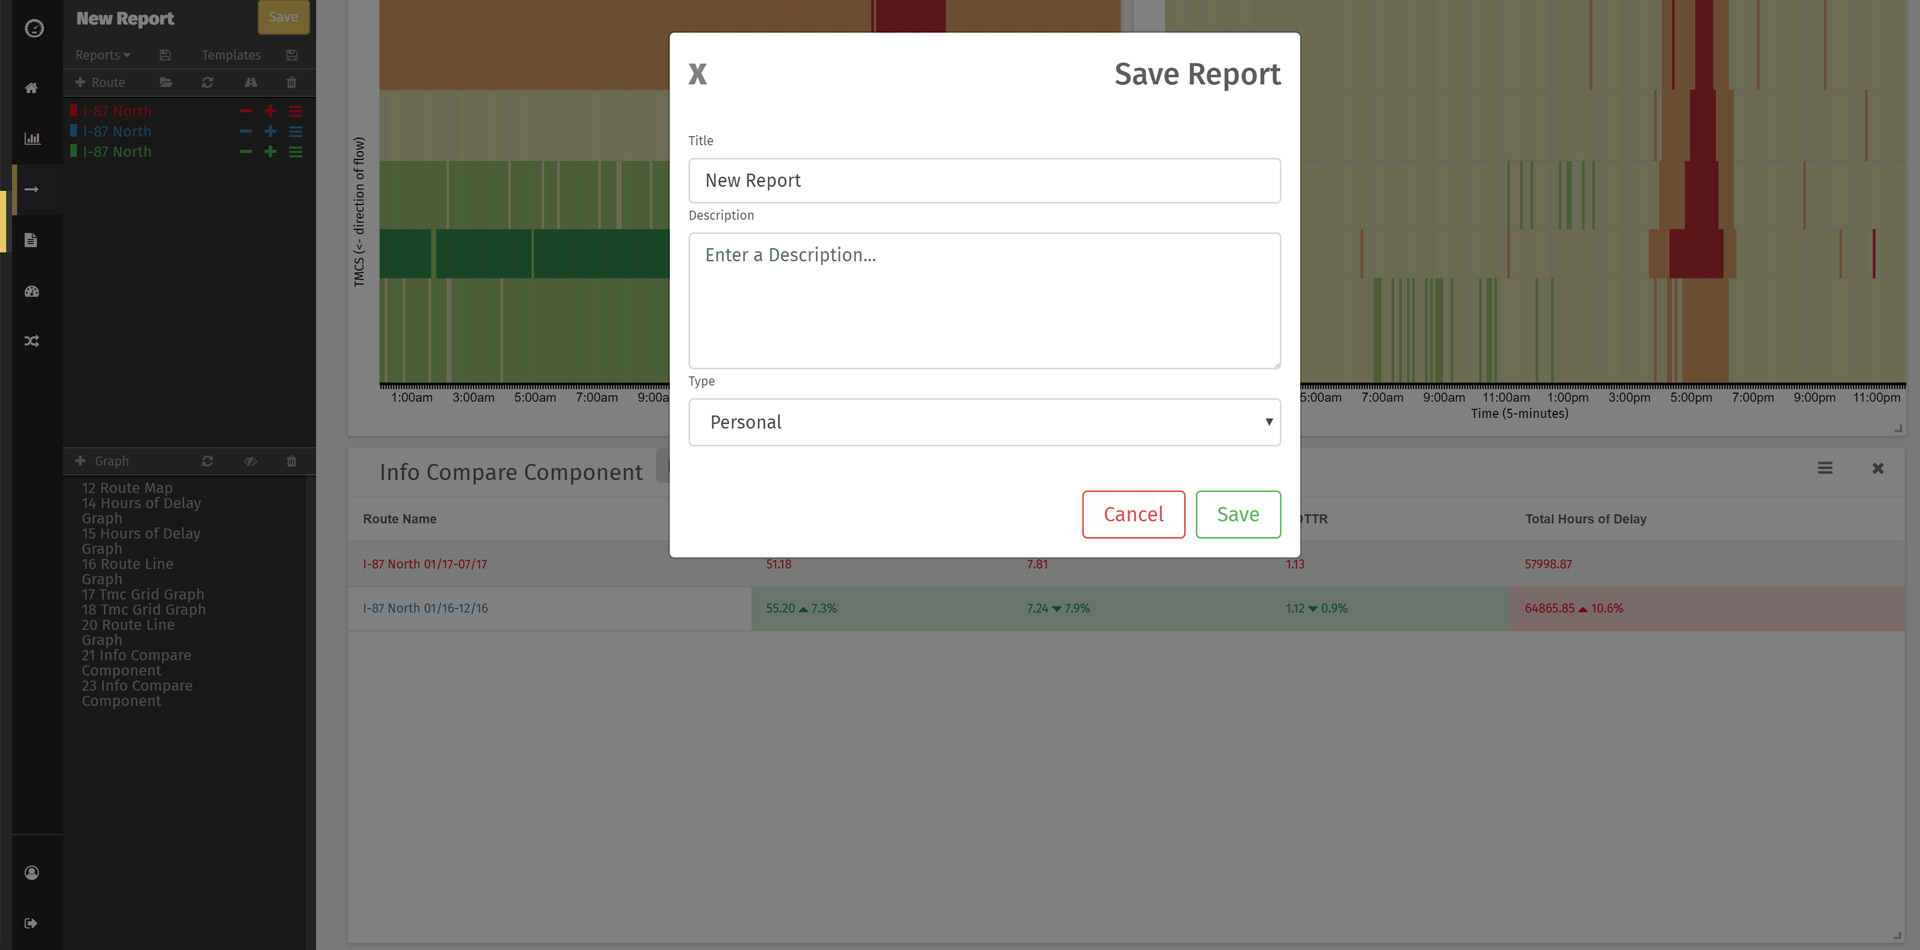 New Report
Save
Reports
Templates
+ Route
I-87 North
I-87 North
I-87 North
+ Graph
12 Route Map
14 Hours of Delay
Graph
15 Hours of Delay
Graph
16 Route Line
Graph
17 Tmc Grid Graph
18 Tmc Grid Graph
20 Route Line
Graph
21 Info Compare
Component
23 Info Compare
Component
TMCS (<- direction of flow)
1:00am 3:00am 5:00am 7:00am
5:00am 7:00am 9:00am 11:00am 1:00pm 3:00pm 5:00pm 7:00pm 9:00pm 11:00pm
Time (5-minutes)
X
Save Report
Title
New Report
Description
Enter a Description...
Type
Personal
Cancel
Save
Info Compare Component
Route Name
Total Hours of Delay
I-87 North 01/17-07/17 51.18 7.81 1.13 57998.87
I-87 North 01/16-12/16 55.20 ▲ 7.3% 7.24 ▼ 7.9% 1.12 ▼ 0.9% 64865.85 ▲ 10.6%